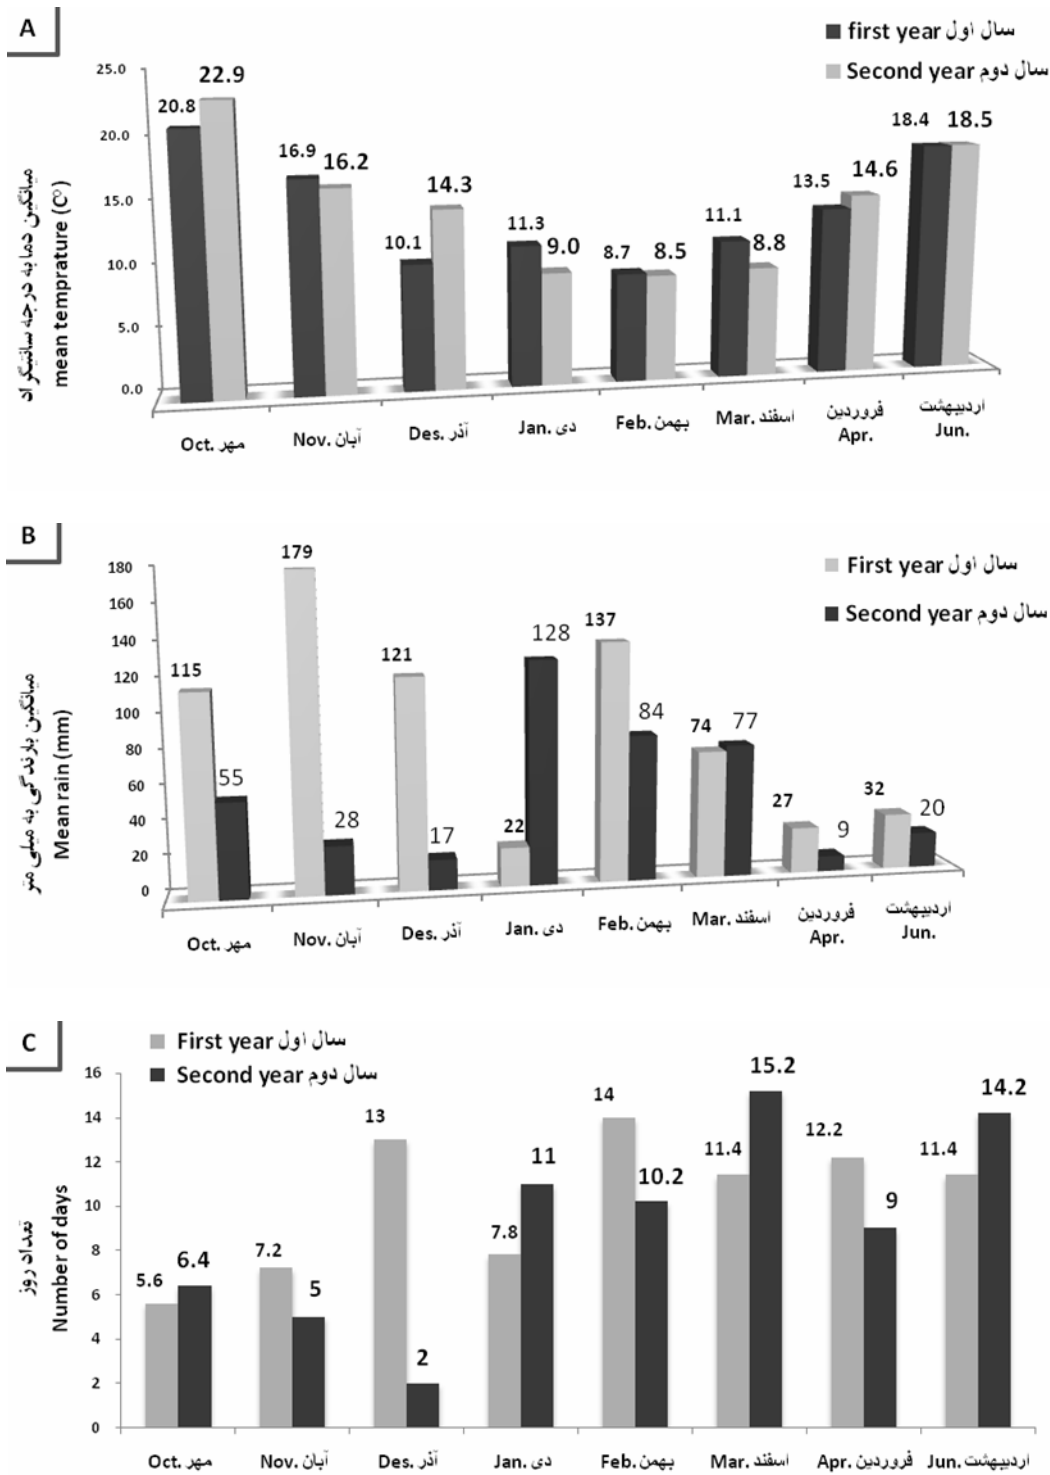 A
first year سال اول
Second year سال دوم
میانگین دما به درجه سانتیگراد
mean temprature (C°)
25.0
20.0
15.0
10.0
5.0
0.0
20.8 22.9
16.9 16.2
10.1 14.3
11.3 9.0
8.7 8.5
11.1 8.8
13.5 14.6
18.4 18.5
Oct. مهر
Nov. آبان
Des. آذر
Jan. دی
Feb. بهمن
Mar. اسفند
فروردین
Apr.
اردیبهشت
Jun.
B
First year سال اول
Second year سال دوم
میانگین بارندگی به میلی متر
Mean rain (mm)
180
160
140
120
100
80
60
40
20
0
115 55
179 28
121 17
22 128
137 84
74 77
27 9
32 20
Oct. مهر
Nov. آبان
Des. آذر
Jan. دی
Feb. بهمن
Mar. اسفند
فروردین
Apr.
اردیبهشت
Jun.
C
First year سال اول
Second year سال دوم
تعداد روز
Number of days
16
14
12
10
8
6
4
2
0
5.6 6.4
7.2 5
13 2
7.8 11
14 10.2
11.4 15.2
12.2 9
11.4 14.2
Oct. مهر
Nov. آبان
Des. آذر
Jan. دی
Feb. بهمن
Mar. اسفند
Apr. فروردین
Jun. اردیبهشت